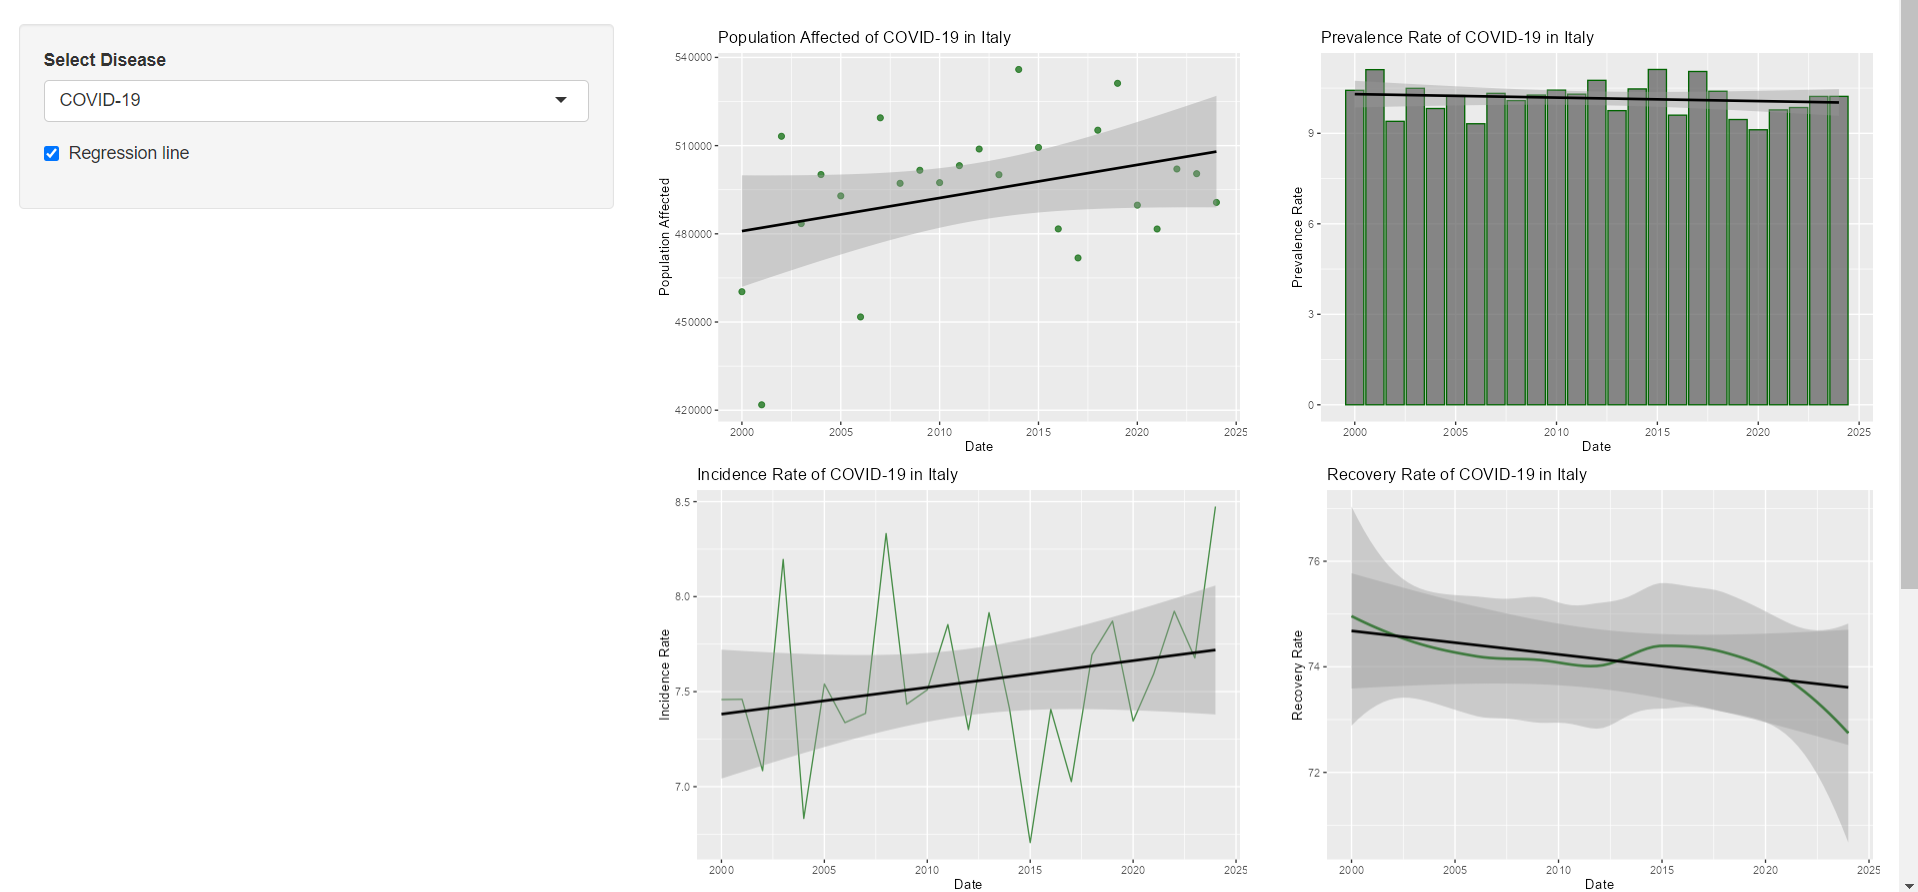 Select Disease
COVID-19
Regression line
Population Affected of COVID-19 in Italy
Population Affected
540000
510000
480000
450000
420000
2000 2005 2010 2015 2020 2025
Date
Prevalence Rate of COVID-19 in Italy
Prevalence Rate
9
6
3
0
2000 2005 2010 2015 2020 2025
Date
Incidence Rate of COVID-19 in Italy
Incidence Rate
8.5
8.0
7.5
7.0
2000 2005 2010 2015 2020 2025
Date
Recovery Rate of COVID-19 in Italy
Recovery Rate
76
74
72
2000 2005 2010 2015 2020 2025
Date